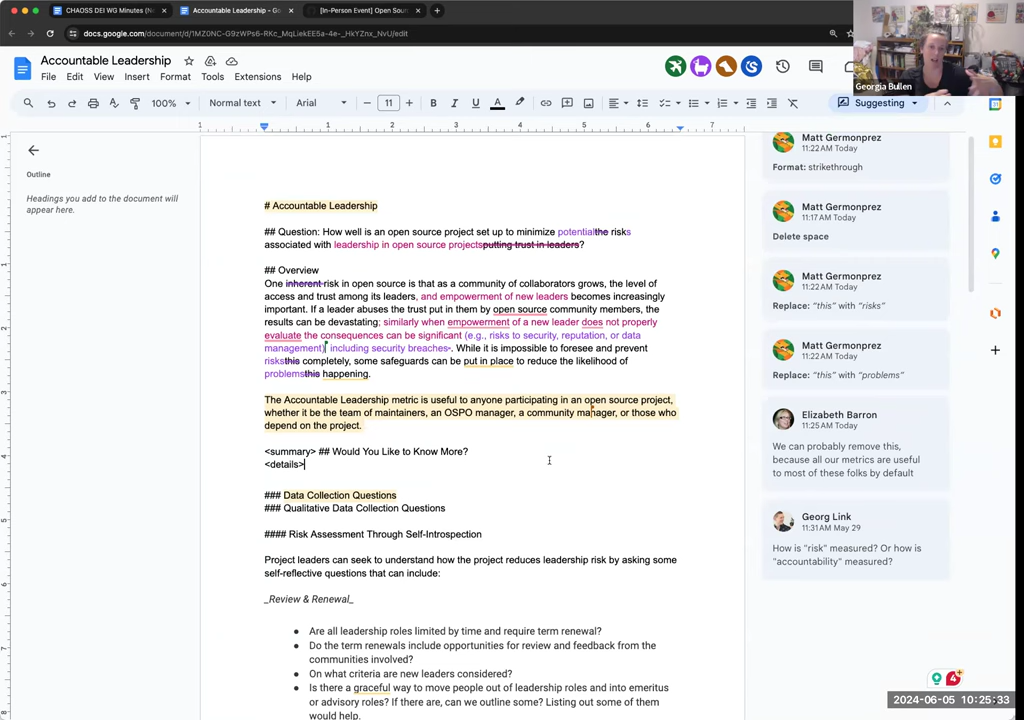 CHAOSS DEI WG Minutes (N
Accountable Leadership - Go
[In-Person Event] Open Sour
docs.google.com/document/d/1MZ0NC-G9zWPs6-RKc_MqLiekEE5a-4e-_HkYZnx_NvU/edit
Georgia Bullen
Accountable Leadership
File Edit View Insert Format Tools Extensions Help
100% Normal text Arial 11 Suggesting
Outline
Headings you add to the document will
appear here.
# Accountable Leadership
## Question: How well is an open source project set up to minimize potentialthe risks
associated with leadership in open source projectsputting trust in leaders?
## Overview
One inherent risk in open source is that as a community of collaborators grows, the level of
access and trust among its leaders, and empowerment of new leaders becomes increasingly
important. If a leader abuses the trust put in them by open source community members, the
results can be devastating; similarly when empowerment of a new leader does not properly
evaluate the consequences can be significant (e.g., risks to security, reputation, or data
management) including security breaches-. While it is impossible to foresee and prevent
risksthis completely, some safeguards can be put in place to reduce the likelihood of
problemsthis happening.
The Accountable Leadership metric is useful to anyone participating in an open source project,
whether it be the team of maintainers, an OSPO manager, a community manager, or those who
depend on the project.
<summary> ## Would You Like to Know More?
<details>
### Data Collection Questions
### Qualitative Data Collection Questions
#### Risk Assessment Through Self-Introspection
Project leaders can seek to understand how the project reduces leadership risk by asking some
self-reflective questions that can include:
_Review & Renewal_
Are all leadership roles limited by time and require term renewal?
Do the term renewals include opportunities for review and feedback from the
communities involved?
On what criteria are new leaders considered?
Is there a graceful way to move people out of leadership roles and into emeritus
or advisory roles? If there are, can we outline some? Listing out some of them
would help.
Matt Germonprez
11:22 AM Today
Format: strikethrough
Matt Germonprez
11:17 AM Today
Delete space
Matt Germonprez
11:22 AM Today
Replace: "this" with "risks"
Matt Germonprez
11:22 AM Today
Replace: "this" with "problems"
Elizabeth Barron
11:25 AM Today
We can probably remove this,
because all our metrics are useful
to most of these folks by default
Georg Link
11:31 AM May 29
How is "risk" measured? Or how is
"accountability" measured?
4
2024-06-05 10:25:33